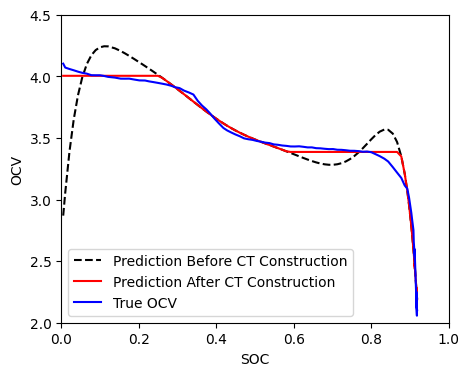 4.5
4.0
3.5
3.0
2.5
2.0
OCV
Prediction Before CT Construction
Prediction After CT Construction
True OCV
0.0 0.2 0.4 0.6 0.8 1.0
SOC